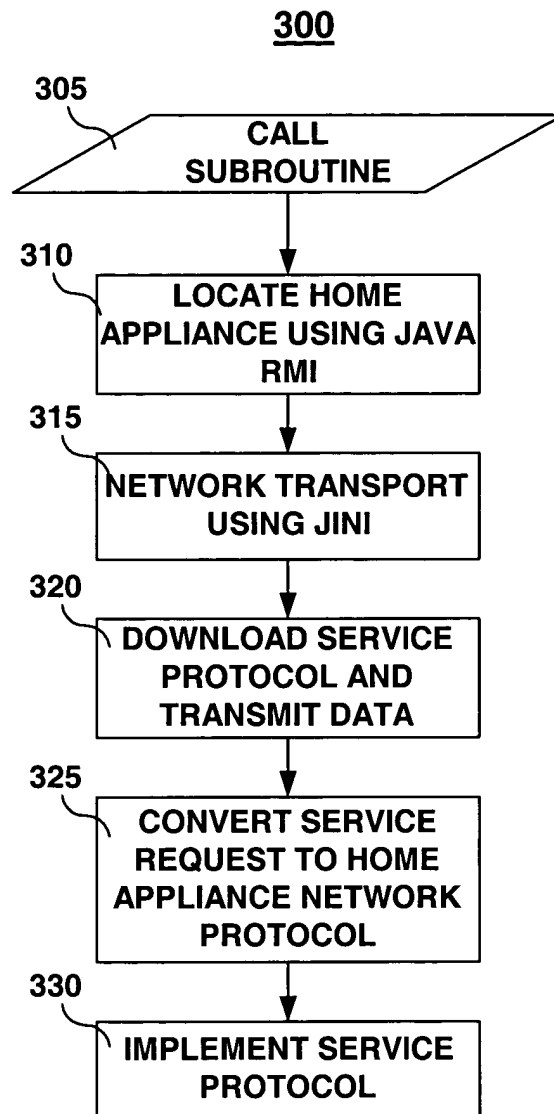 300
305
CALL
SUBROUTINE
310
LOCATE HOME
APPLIANCE USING JAVA
RMI
315
NETWORK TRANSPORT
USING JINI
320
DOWNLOAD SERVICE
PROTOCOL AND
TRANSMIT DATA
325
CONVERT SERVICE
REQUEST TO HOME
APPLIANCE NETWORK
PROTOCOL
330
IMPLEMENT SERVICE
PROTOCOL